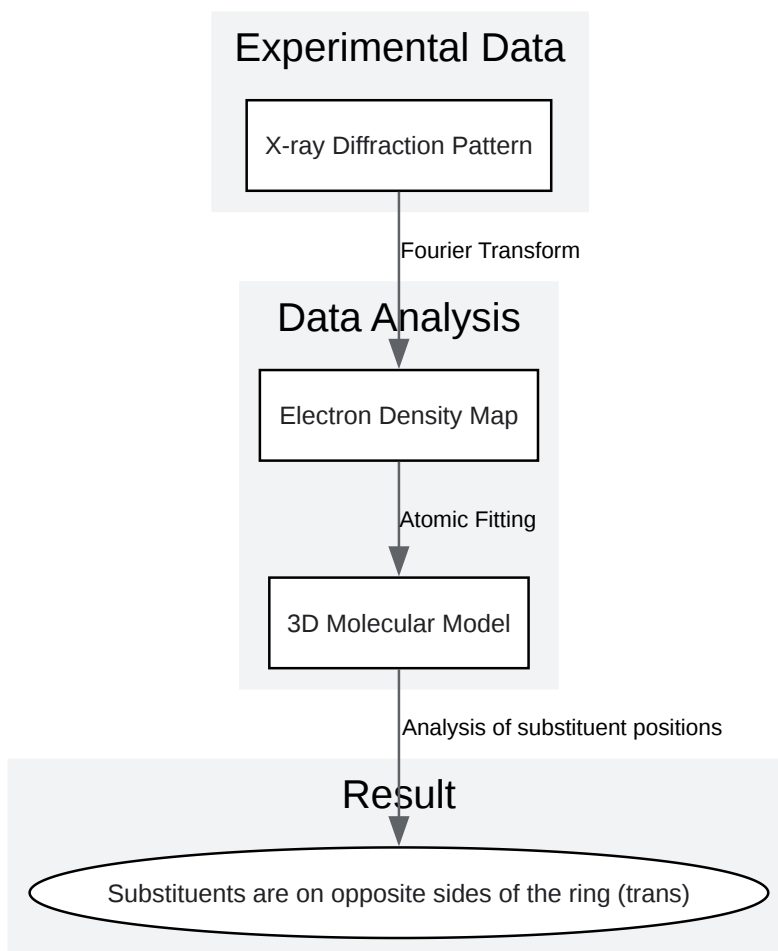 Experimental Data
X-ray Diffraction Pattern
Fourier Transform
Data Analysis
Electron Density Map
Atomic Fitting
3D Molecular Model
Analysis of substituent positions
Result
Substituents are on opposite sides of the ring (trans)